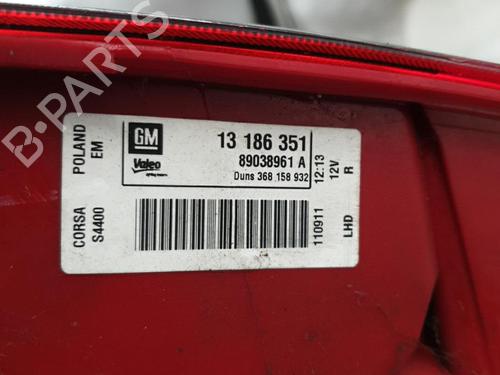 POLAND
EM
CORSA
S4400
GM
Valeo
13 186 351
89038961 A
Duns 368 158 932
110911 12:13
12V
LHD R
B-PARTS